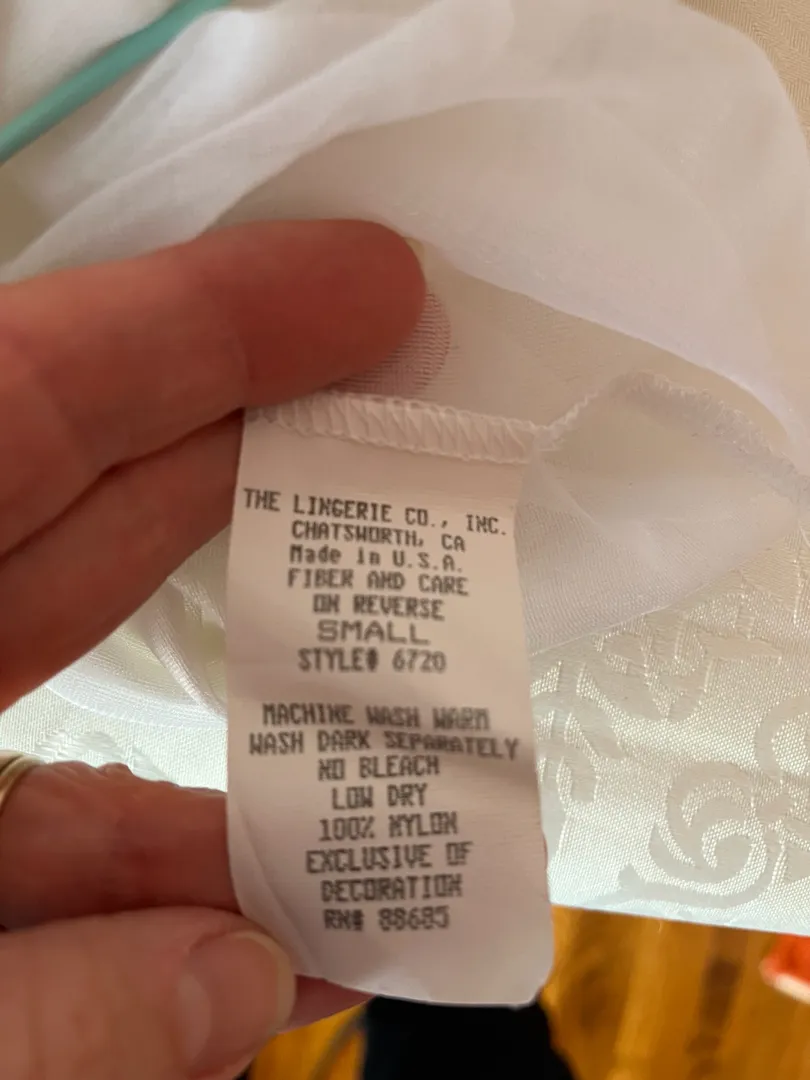 THE LINGERIE CO., INC.
CHATSWORTH, CA
Made in U.S.A.
FIBER AND CARE
ON REVERSE
SMALL
STYLE# 6720
MACHINE WASH WARM
WASH DARK SEPARATELY
NO BLEACH
LOW DRY
100% NYLON
EXCLUSIVE OF
DECORATION
RN# 88685